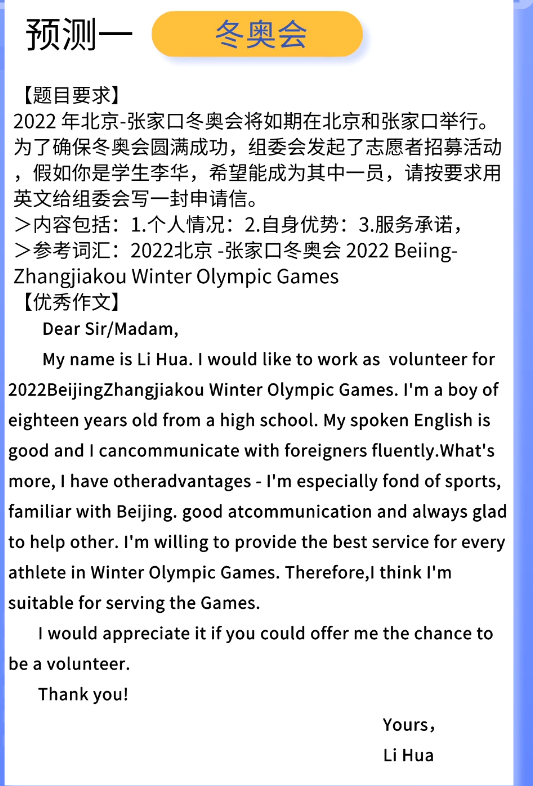 预测一 冬奥会
【题目要求】
2022 年北京-张家口冬奥会将如期在北京和张家口举行。
为了确保冬奥会圆满成功，组委会发起了志愿者招募活动
，假如你是学生李华，希望能成为其中一员，请按要求用
英文给组委会写一封申请信。
＞内容包括：1.个人情况：2.自身优势：3.服务承诺，
＞参考词汇：2022北京 -张家口冬奥会 2022 Beiing-
Zhangjiakou Winter Olympic Games
【优秀作文】
Dear Sir/Madam,
My name is Li Hua. I would like to work as  volunteer for
2022BeijingZhangjiakou Winter Olympic Games. I'm a boy of
eighteen years old from a high school. My spoken English is
good and I cancommunicate with foreigners fluently.What's
more, I have otheradvantages - I'm especially fond of sports,
familiar with Beijing. good atcommunication and always glad
to help other. I'm willing to provide the best service for every
athlete in Winter Olympic Games. Therefore,I think I'm
suitable for serving the Games.
I would appreciate it if you could offer me the chance to
be a volunteer.
Thank you!
Yours，
Li Hua